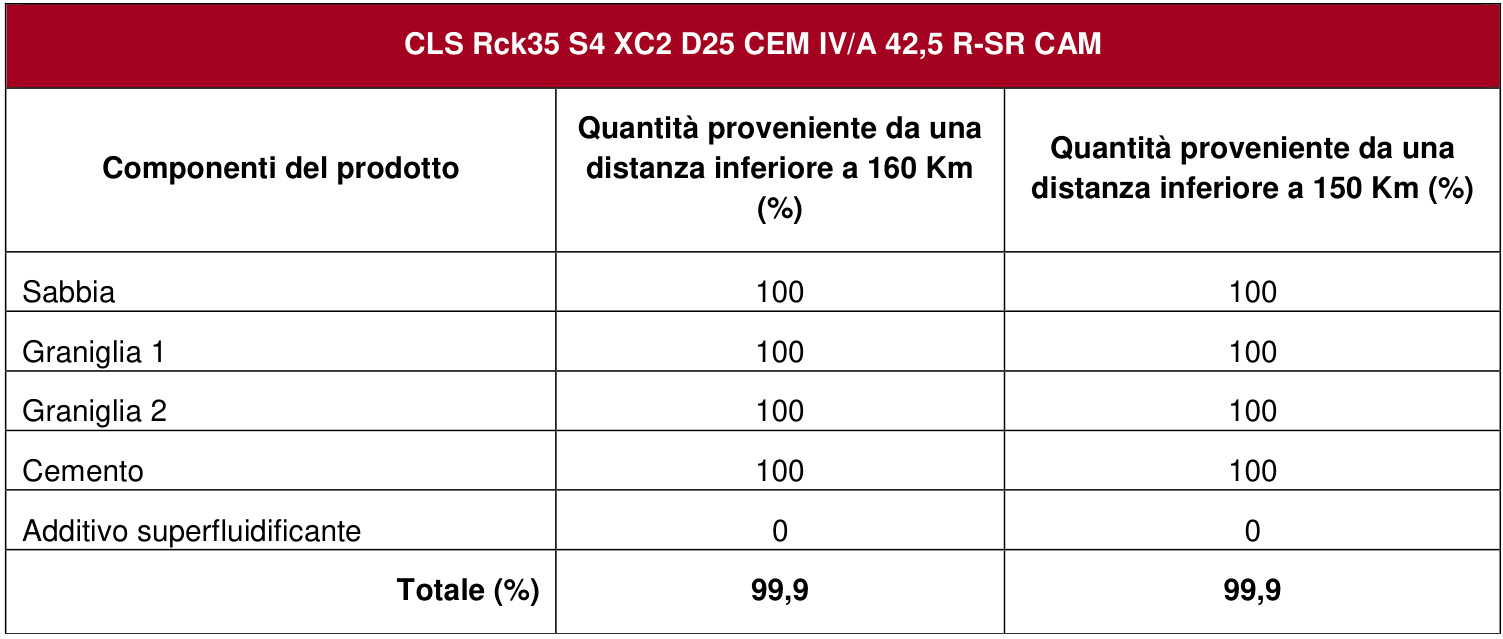 CLS Rck35 S4 XC2 D25 CEM IV/A 42,5 R-SR CAM
Componenti del prodotto
Quantità proveniente da una
distanza inferiore a 160 Km
(%)
Quantità proveniente da una
distanza inferiore a 150 Km (%)
Sabbia 100 100
Graniglia 1 100 100
Graniglia 2 100 100
Cemento 100 100
Additivo superfluidificante 0 0
Totale (%) 99,9 99,9